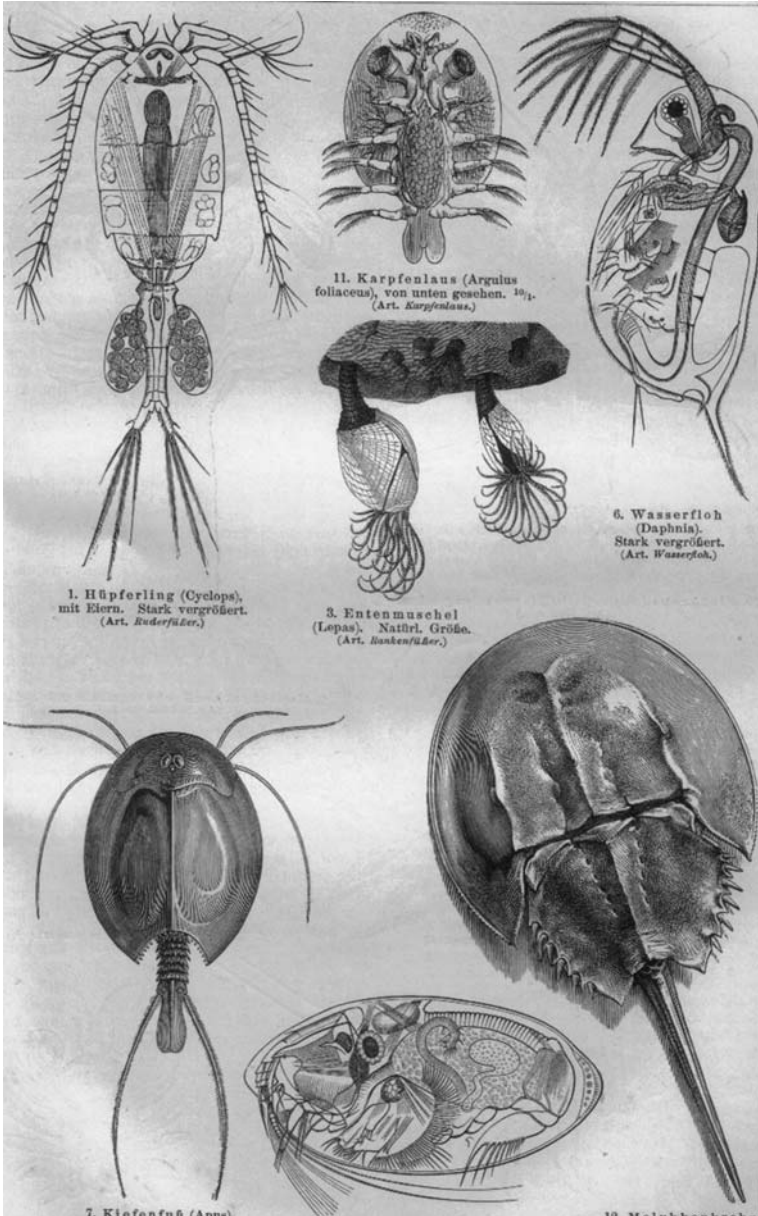 11. Karpfenlaus (Argulus
foliaceus), von unten gesehen. ¹⁰/₁.
(Art. Karpfenlaus.)
6. Wasserfloh
(Daphnia).
Stark vergrößert.
(Art. Wasserfloh.)
1. Hüpferling (Cyclops),
mit Eiern. Stark vergrößert.
(Art. Ruderfüßer.)
3. Entenmuschel
(Lepas). Natürl. Größe.
(Art. Rankenfüßer.)
7. Kiefenfuß (Apus)